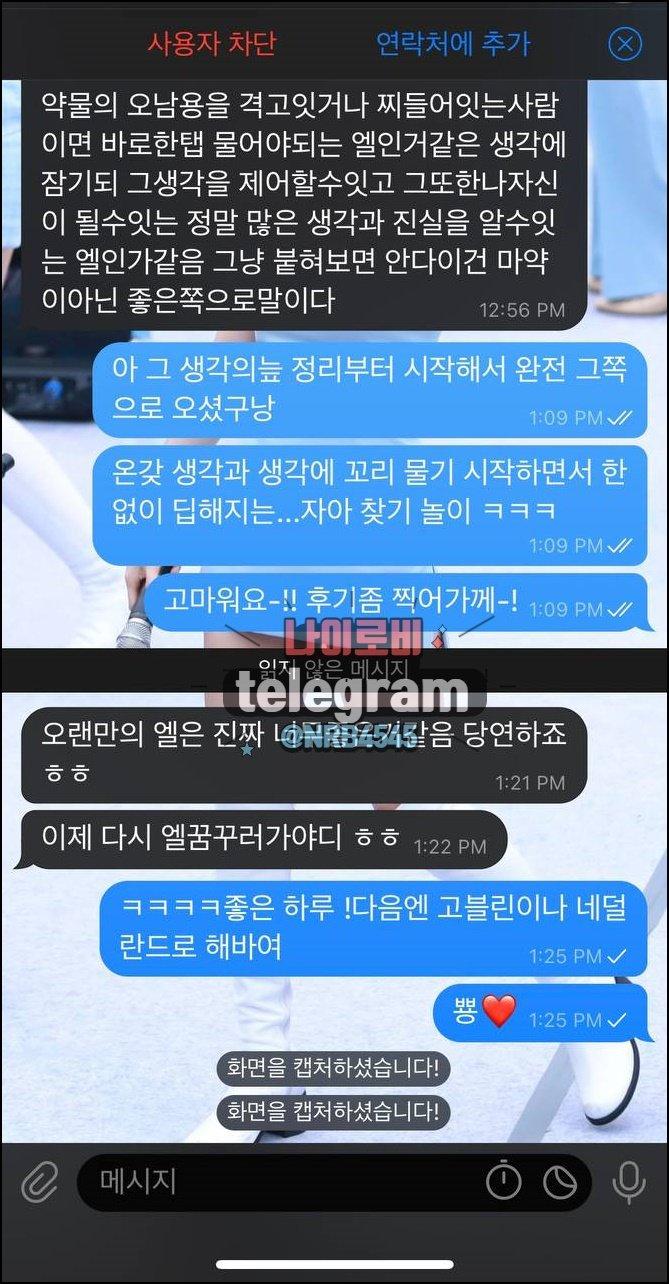 사용자 차단
연락처에 추가
약물의 오남용을 격고잇거나 찌들어잇는사람
이면 바로한탭 물어야되는 엘인거같은 생각에
잠기되 그생각을 제어할수잇고 그또한나자신
이 될수잇는 정말 많은 생각과 진실을 알수잇
는 엘인가같음 그냥 붙혀보면 안다이건 마약
이아닌 좋은쪽으로말이다
12:56 PM
아 그 생각의늪 정리부터 시작해서 완전 그쪽
으로 오셨구낭
1:09 PM
온갖 생각과 생각에 꼬리 물기 시작하면서 한
없이 딥해지는...자아 찾기 놀이 ㅋㅋㅋ
1:09 PM
고마워요-!! 후기좀 찍어가께-!
1:09 PM
나이로비
읽지 않은 메시지
telegram
@NRB4545
오랜만의 엘은 진짜 같음 당연하죠
ㅎㅎ
1:21 PM
이제 다시 엘꿈꾸러가야디 ㅎㅎ
1:22 PM
ㅋㅋㅋㅋ좋은 하루 !다음엔 고블린이나 네덜
란드로 해바여
1:25 PM
뿅❤️
1:25 PM
화면을 캡처하셨습니다!
화면을 캡처하셨습니다!
메시지